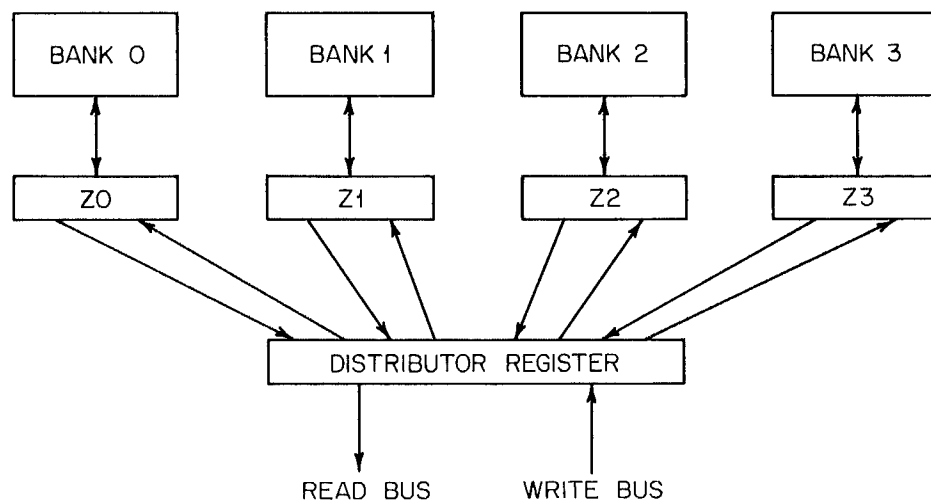 BANK 0
BANK 1
BANK 2
BANK 3
Z0
Z1
Z2
Z3
DISTRIBUTOR REGISTER
READ BUS
WRITE BUS